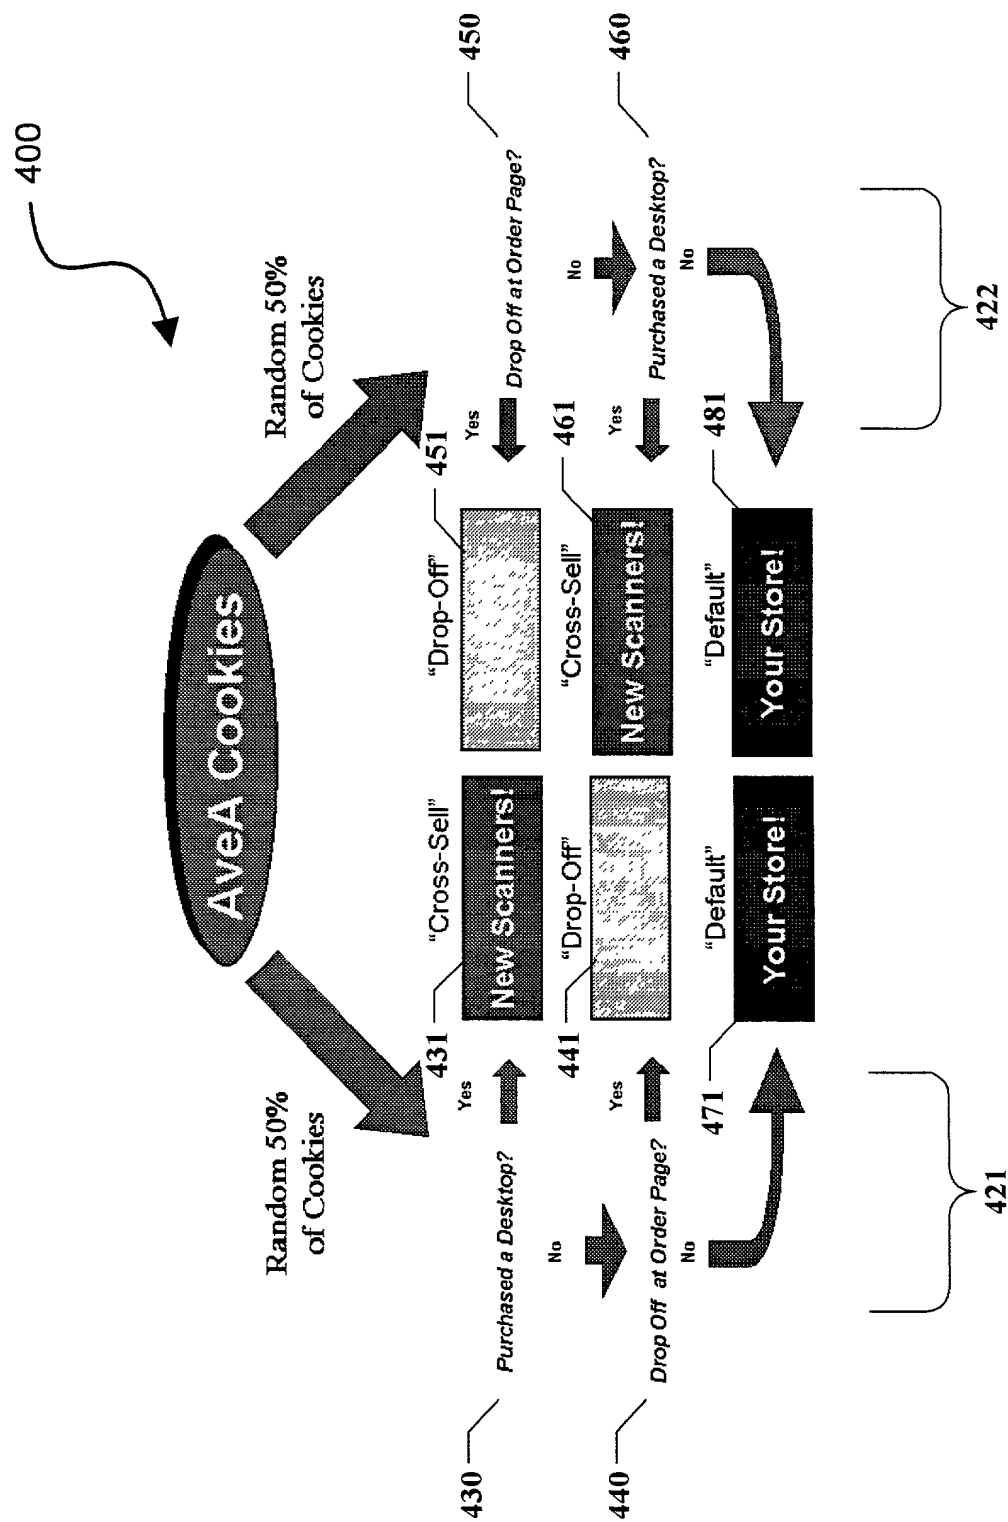 400
AveA Cookies
Random 50%
of Cookies
Random 50%
of Cookies
430
Purchased a Desktop?
Yes
431
"Cross-Sell"
New Scanners!
No
440
Drop Off at Order Page?
Yes
441
"Drop-Off"
No
471
"Default"
Your Store!
421
450
Drop Off at Order Page?
Yes
451
"Drop-Off"
No
460
Purchased a Desktop?
Yes
461
"Cross-Sell"
New Scanners!
No
481
"Default"
Your Store!
422